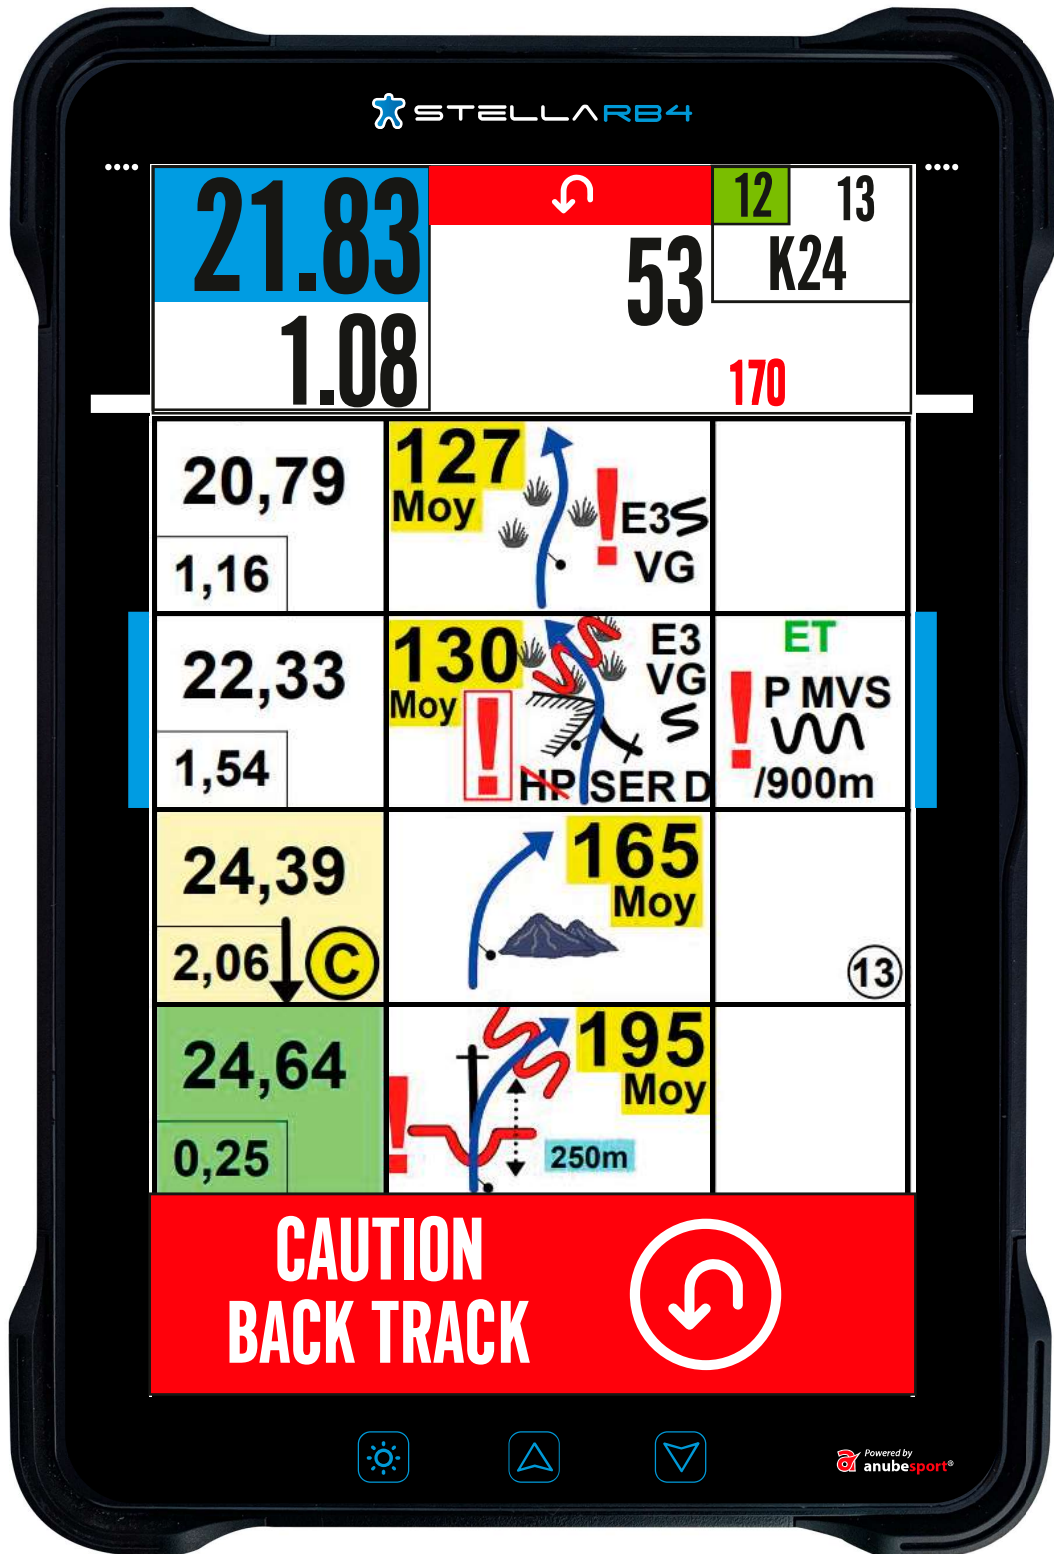 STELLARB4
21.83
12 13
53
K24
1.08
170
20,79
127
Moy
E3
VG
1,16
22,33
130
Moy
E3
VG
ET
P MVS
1,54
HP SER D
/900m
24,39
165
Moy
2,06
C
13
24,64
195
Moy
0,25
250m
CAUTION
BACK TRACK
Powered by
anubesport®